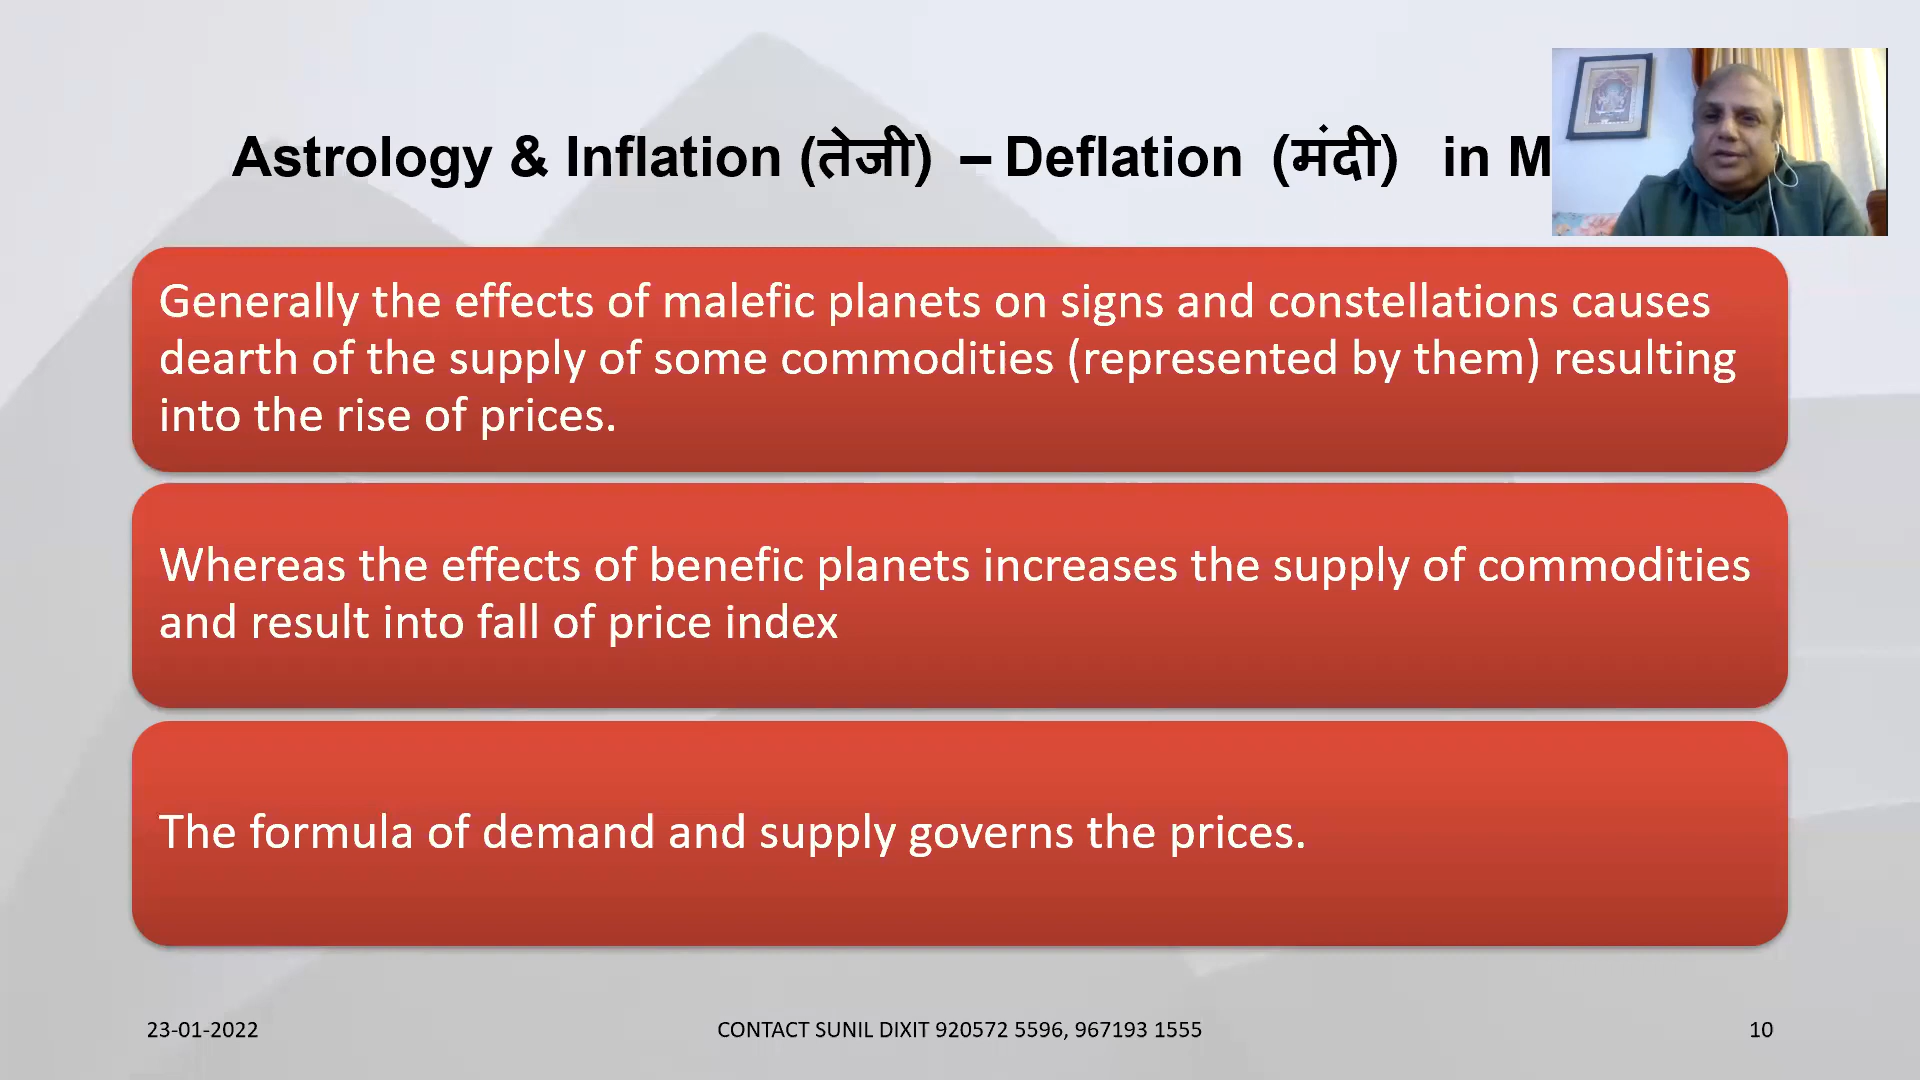 Astrology & Inflation (तेजी) – Deflation (मंदी) in M
Generally the effects of malefic planets on signs and constellations causes
dearth of the supply of some commodities (represented by them) resulting
into the rise of prices.
Whereas the effects of benefic planets increases the supply of commodities
and result into fall of price index
The formula of demand and supply governs the prices.
23-01-2022
CONTACT SUNIL DIXIT 920572 5596, 967193 1555
10